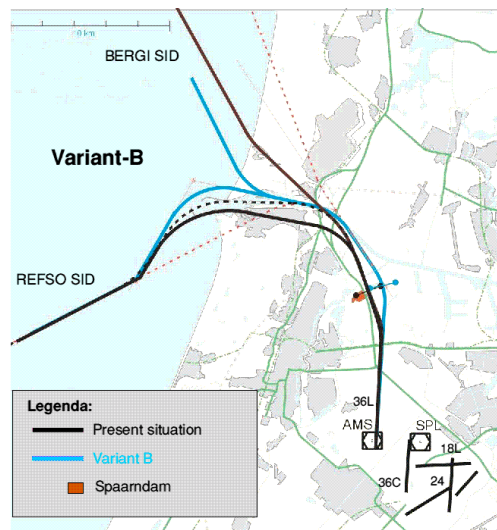 0 km
BERGI SID
Variant-B
REFSO SID
36L
AMS
SPL
18L
36C
24
Legenda:
Present situation
Variant B
Spaarndam